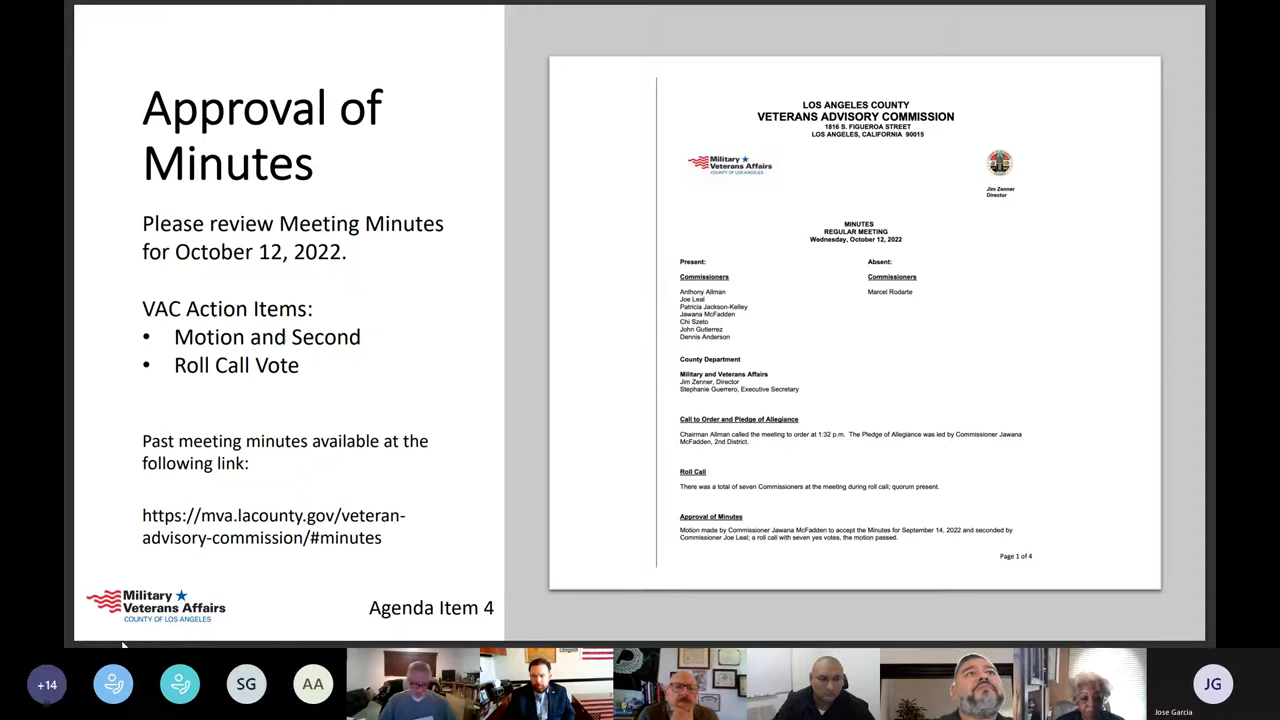 Approval of
Minutes
Please review Meeting Minutes
for October 12, 2022.
VAC Action Items:
• Motion and Second
• Roll Call Vote
Past meeting minutes available at the
following link:
https://mva.lacounty.gov/veteran-
advisory-commission/#minutes
Military
Veterans Affairs
COUNTY OF LOS ANGELES
Agenda Item 4
LOS ANGELES COUNTY
VETERANS ADVISORY COMMISSION
1816 S. FIGUEROA STREET
LOS ANGELES, CALIFORNIA 90015
Military
Veterans Affairs
COUNTY OF LOS ANGELES
Jim Zenner
Director
MINUTES
REGULAR MEETING
Wednesday, October 12, 2022
Present:
Commissioners
Anthony Allman
Joe Leal
Patricia Jackson-Kelley
Jawana McFadden
Chi Szeto
John Gutierrez
Dennis Anderson
Absent:
Commissioners
Marcel Rodarte
County Department
Military and Veterans Affairs
Jim Zenner, Director
Stephanie Guerrero, Executive Secretary
Call to Order and Pledge of Allegiance
Chairman Allman called the meeting to order at 1:32 p.m. The Pledge of Allegiance was led by Commissioner Jawana
McFadden, 2nd District.
Roll Call
There was a total of seven Commissioners at the meeting during roll call; quorum present.
Approval of Minutes
Motion made by Commissioner Jawana McFadden to accept the Minutes for September 14, 2022 and seconded by
Commissioner Joe Leal; a roll call with seven yes votes, the motion passed.
Page 1 of 4
+14
SG
AA
JG
Jose Garcia